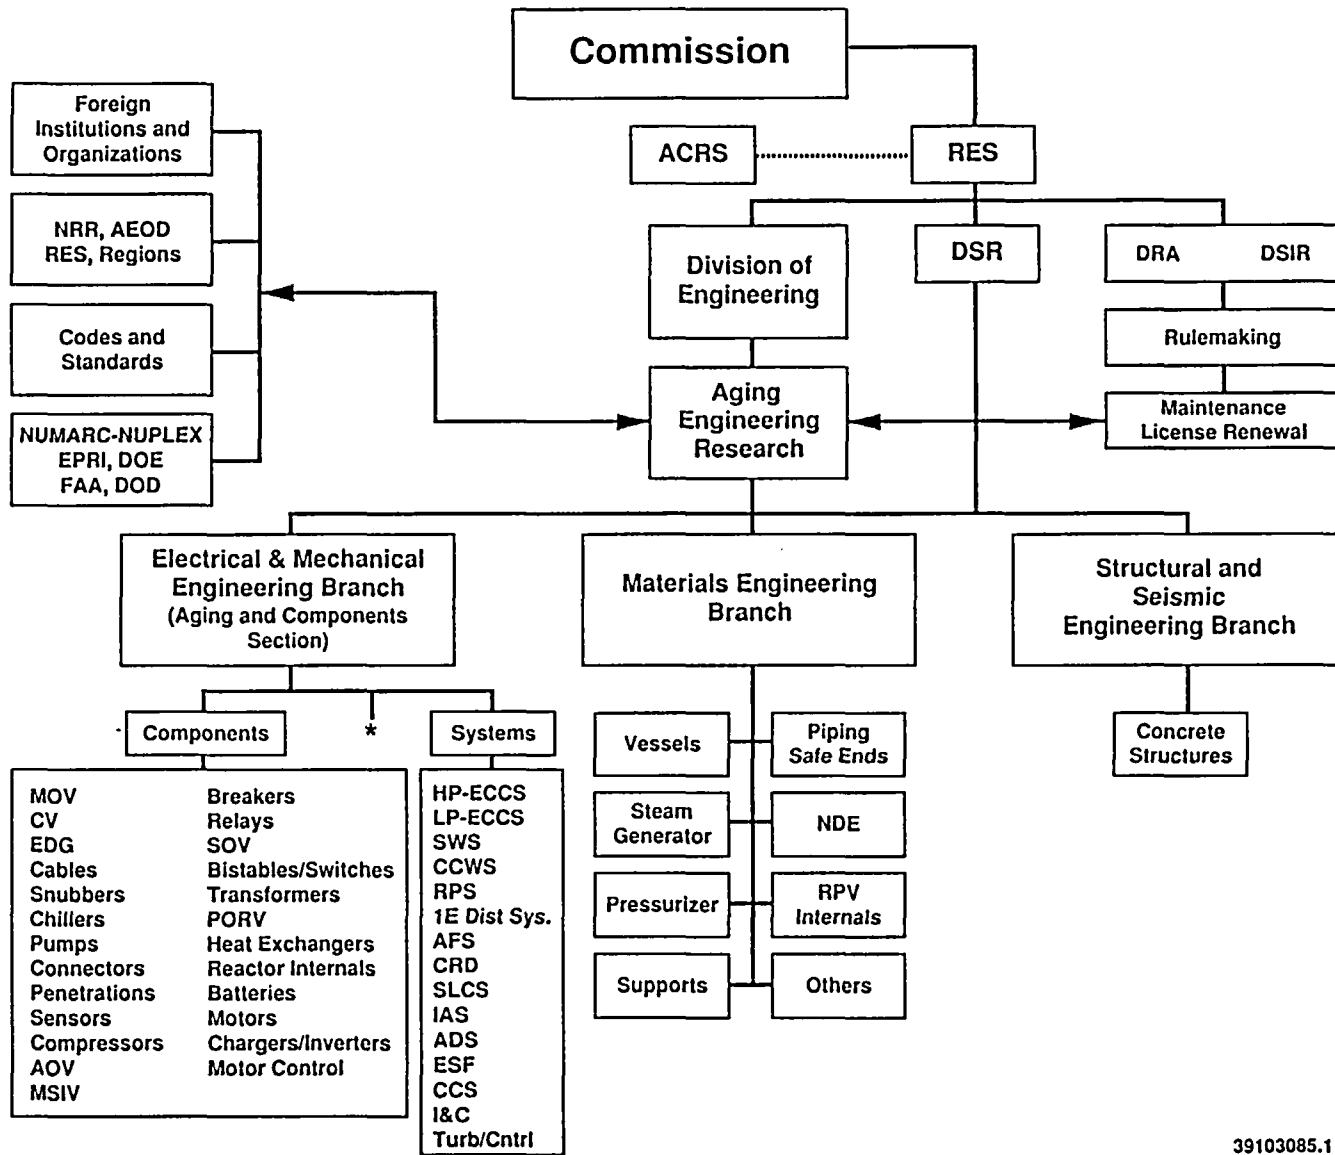 Commission
Foreign
Institutions and
Organizations
ACRS
RES
NRR, AEOD
RES, Regions
Division of
Engineering
DSR
DRA DSIR
Codes and
Standards
Rulemaking
Aging
Engineering
Research
Maintenance
License Renewal
NUMARC-NUPLEX
EPRI, DOE
FAA, DOD
Electrical & Mechanical
Engineering Branch
(Aging and Components
Section)
Materials Engineering
Branch
Structural and
Seismic
Engineering Branch
Components
*
Systems
MOV
CV
EDG
Cables
Snubbers
Chillers
Pumps
Connectors
Penetrations
Sensors
Compressors
AOV
MSIV
Breakers
Relays
SOV
Bistables/Switches
Transformers
PORV
Heat Exchangers
Reactor Internals
Batteries
Motors
Chargers/Inverters
Motor Control
HP-ECCS
LP-ECCS
SWS
CCWS
RPS
1E Dist Sys.
AFS
CRD
SLCS
IAS
ADS
ESF
CCS
I&C
Turb/Cntrl
Vessels
Piping
Safe Ends
Steam
Generator
NDE
Pressurizer
RPV
Internals
Supports
Others
Concrete
Structures
39103085.1